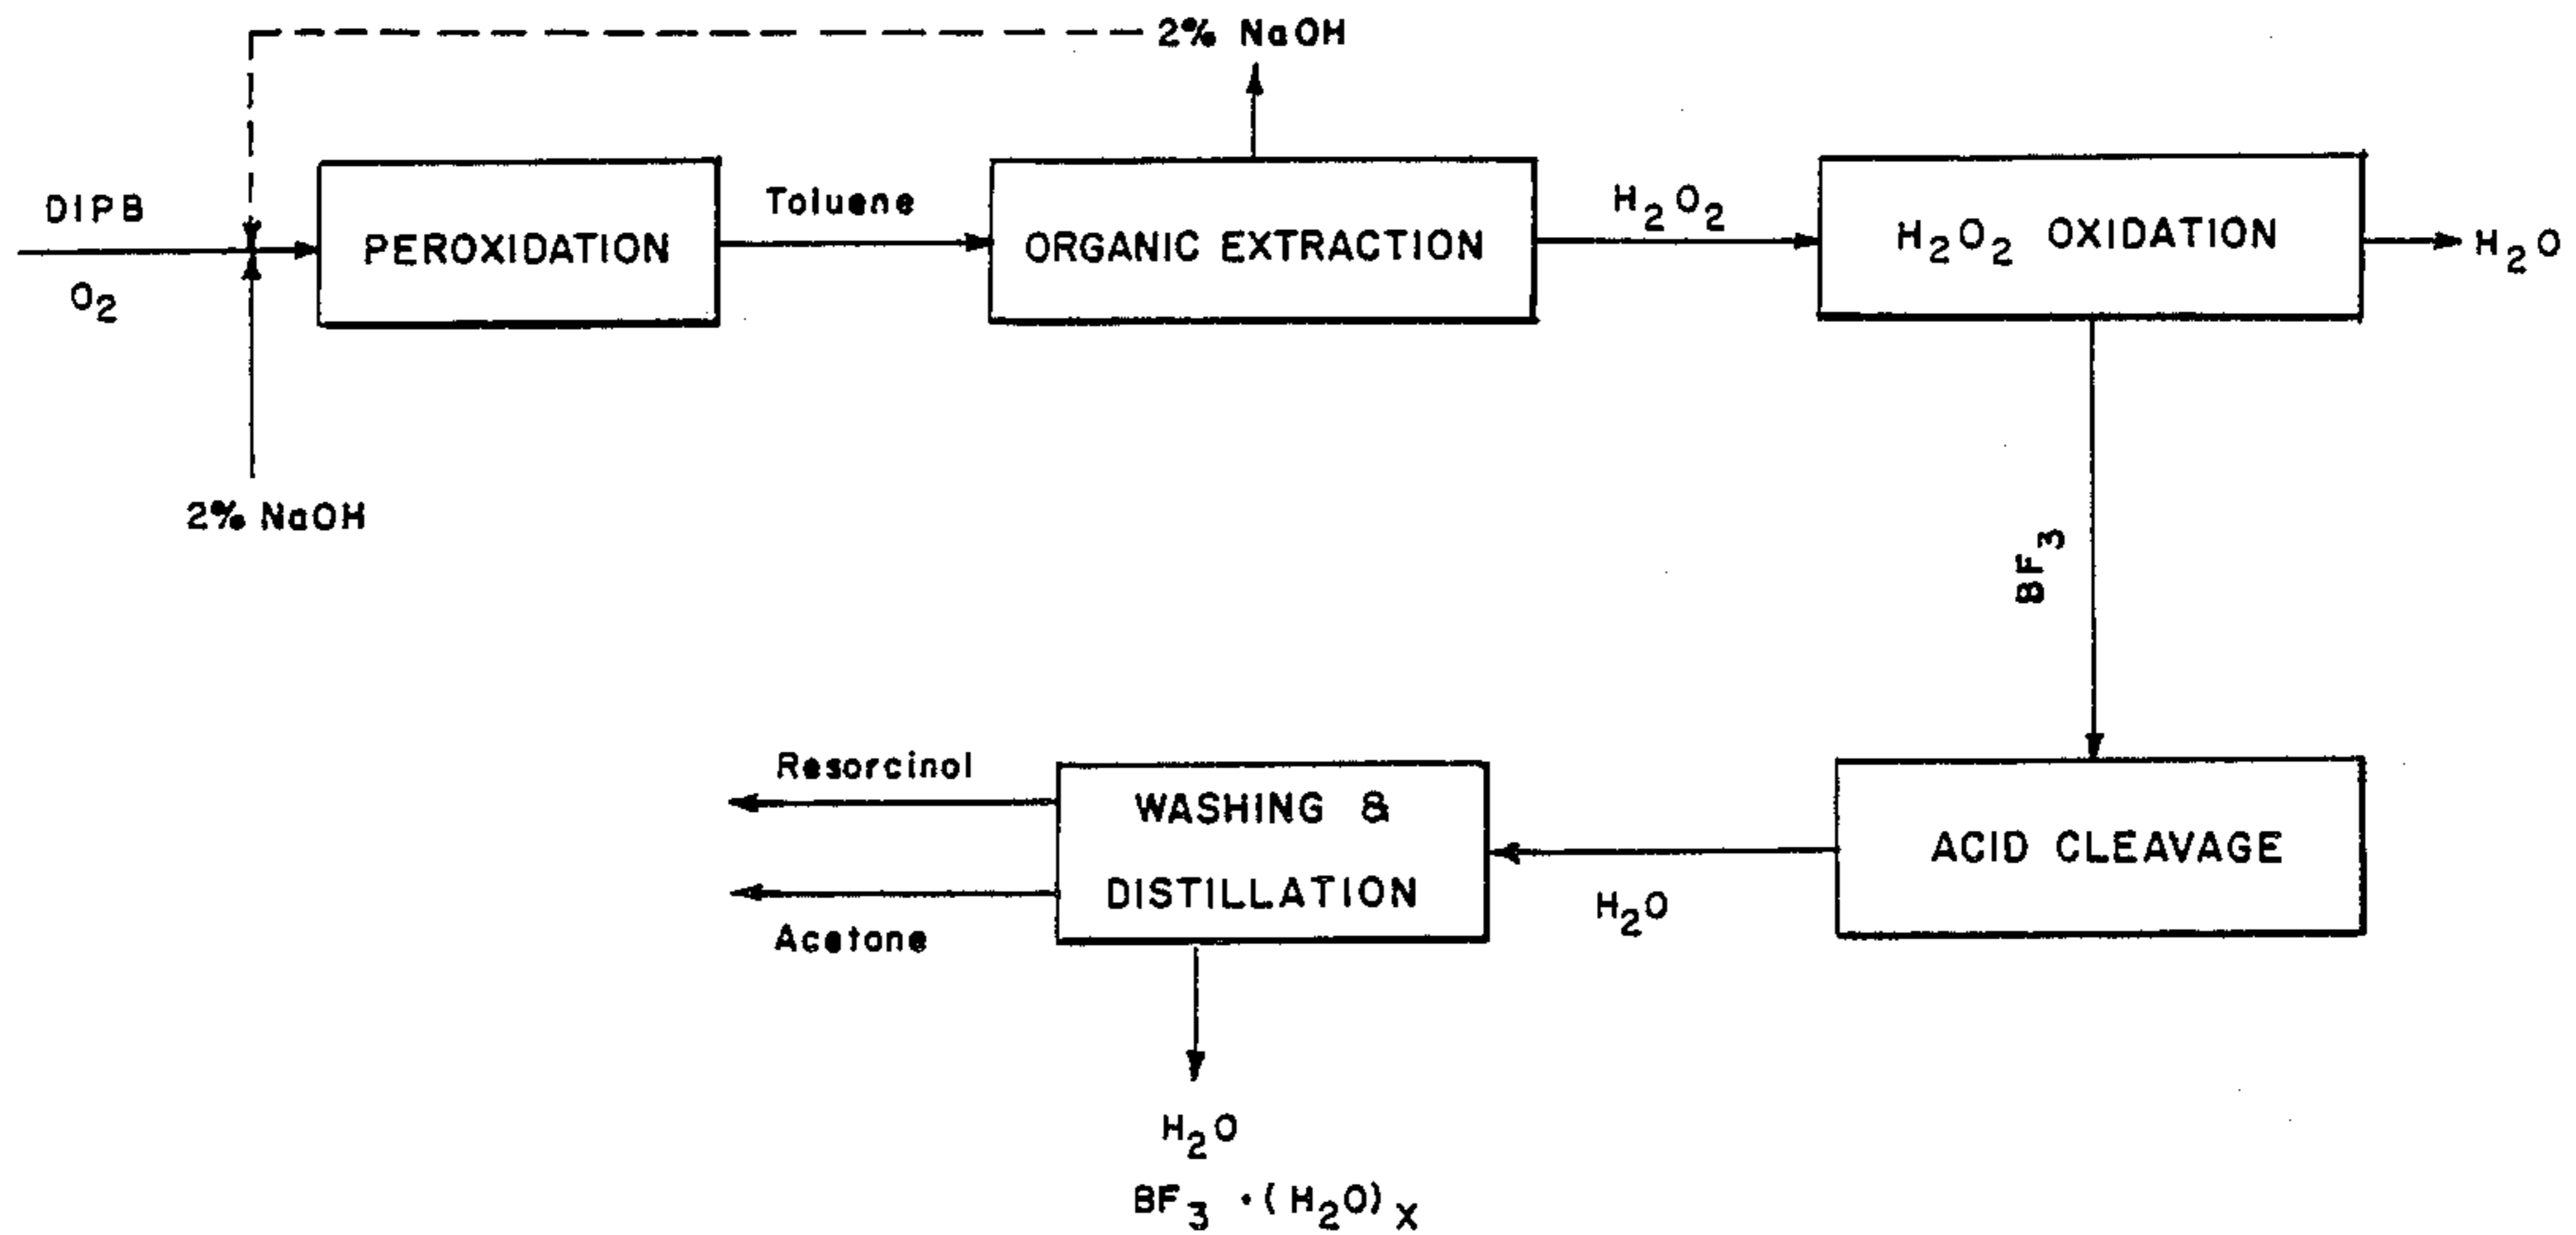 2% NaOH
DIPB
O2
2% NaOH
PEROXIDATION
Toluene
ORGANIC EXTRACTION
H2O2
H2O2 OXIDATION
H2O
BF3
ACID CLEAVAGE
H2O
WASHING &
DISTILLATION
Resorcinol
Acetone
H2O
BF3 · (H2O)X